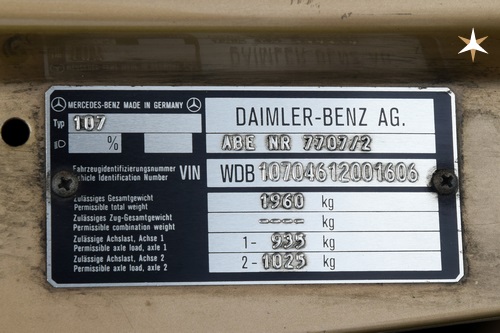 MERCEDES-BENZ MADE IN GERMANY
DAIMLER-BENZ AG.
Typ 107
ABE NR 7707/2
%
Fahrzeugidentifizierungsnummer
Vehicle Identification Number
VIN
WDB 10704612001606
Zulässiges Gesamtgewicht
Permissible total weight
1960 kg
Zulässiges Zug-Gesamtgewicht
Permissible combination weight
---- kg
Zulässige Achslast, Achse 1
Permissible axle load, axle 1
1- 935 kg
Zulässige Achslast, Achse 2
Permissible axle load, axle 2
2- 1025 kg